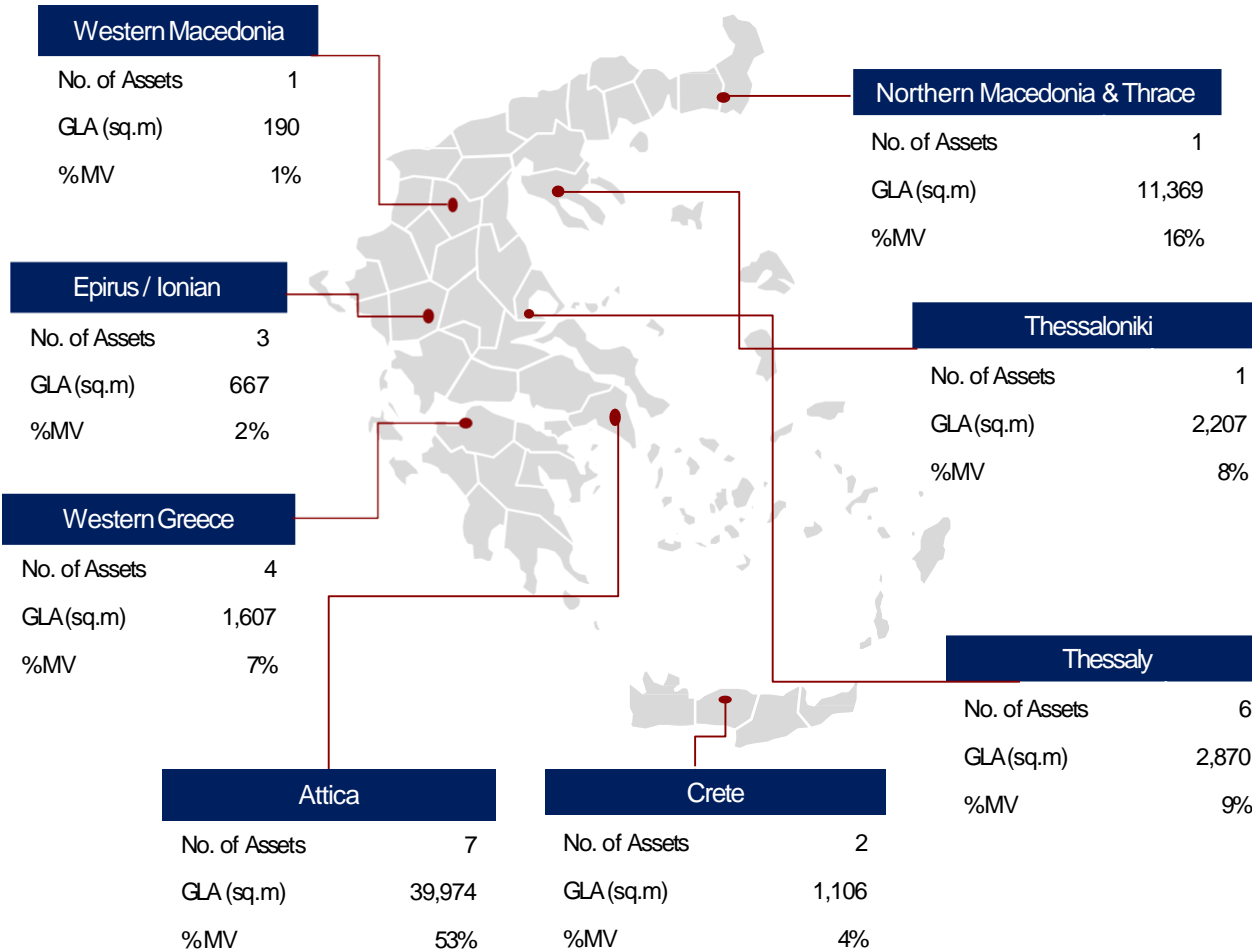 Western Macedonia
No. of Assets 1
GLA (sq.m) 190
%MV 1%
Northern Macedonia & Thrace
No. of Assets 1
GLA (sq.m) 11,369
%MV 16%
Epirus / Ionian
No. of Assets 3
GLA (sq.m) 667
%MV 2%
Thessaloniki
No. of Assets 1
GLA (sq.m) 2,207
%MV 8%
Western Greece
No. of Assets 4
GLA (sq.m) 1,607
%MV 7%
Thessaly
No. of Assets 6
GLA (sq.m) 2,870
%MV 9%
Attica
No. of Assets 7
GLA (sq.m) 39,974
%MV 53%
Crete
No. of Assets 2
GLA (sq.m) 1,106
%MV 4%